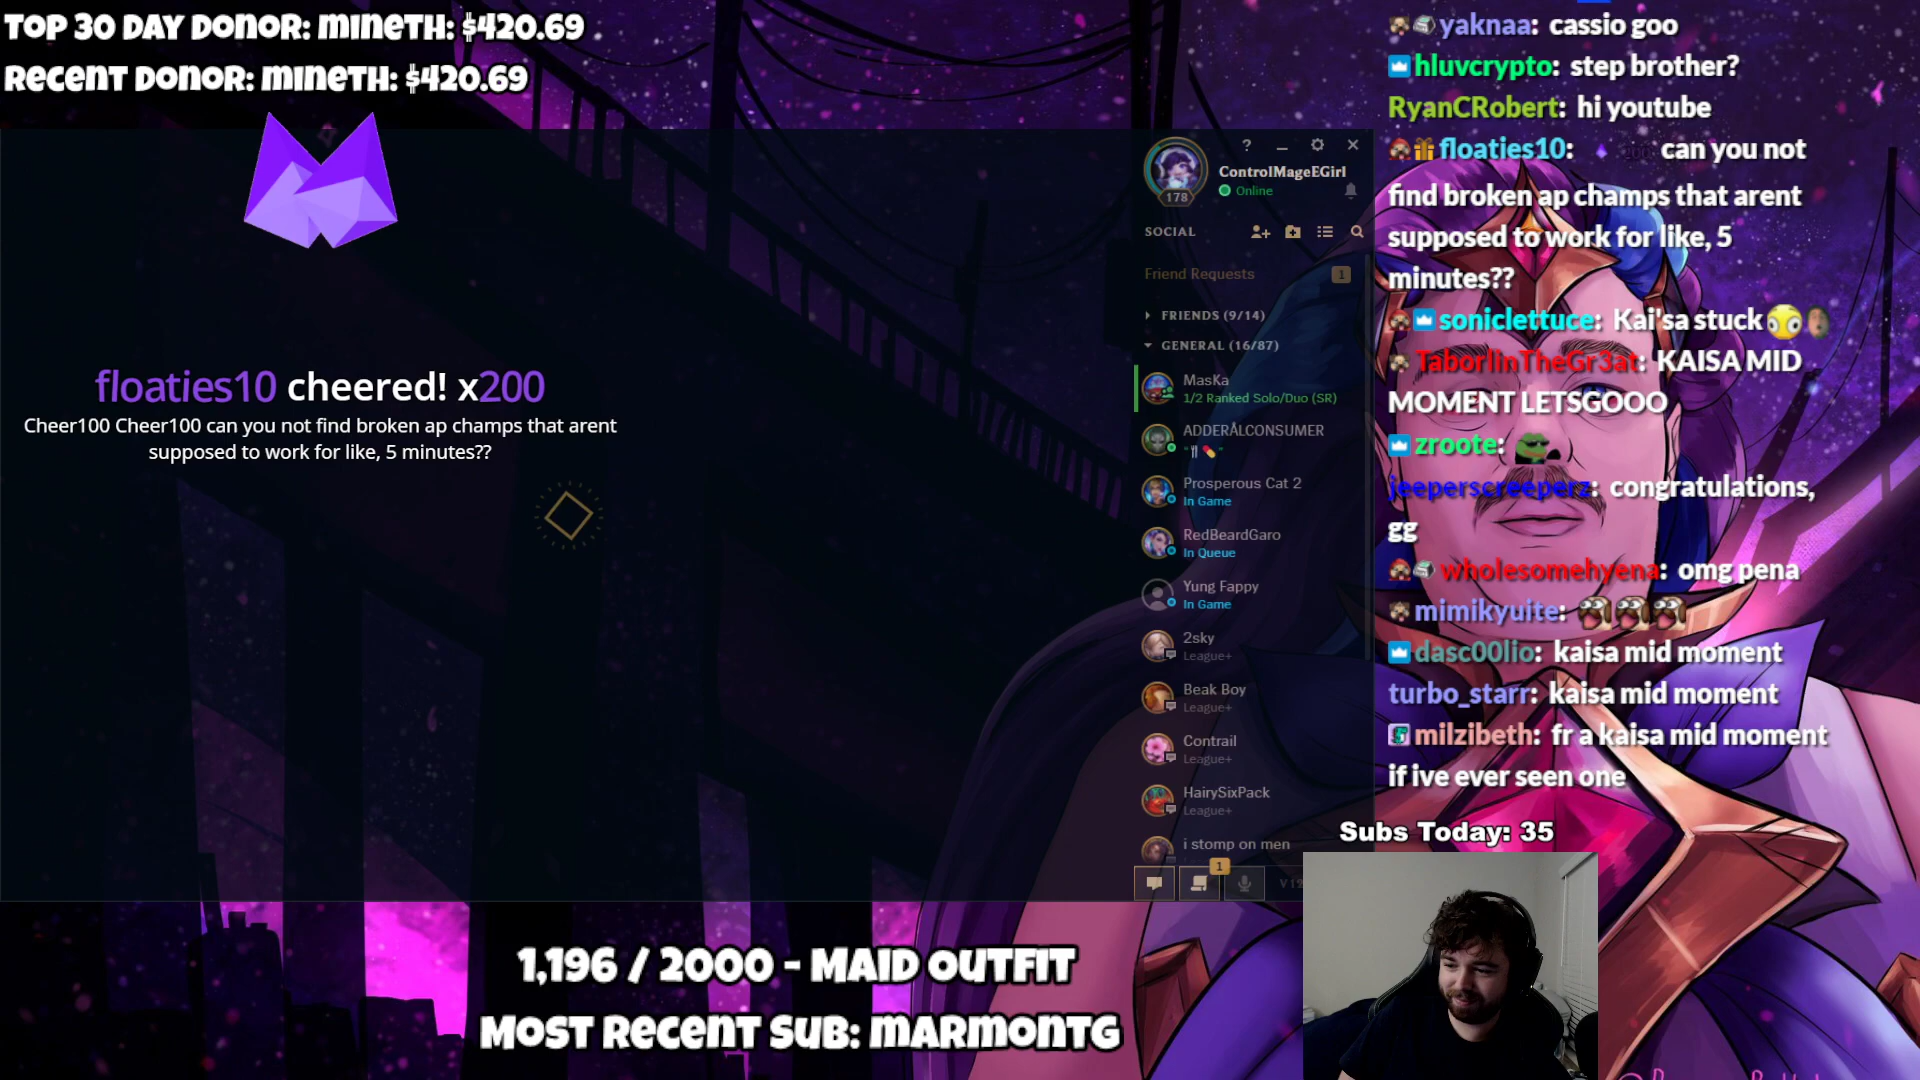 Top 30 Day Donor: mineth: $420.69
Recent Donor: mineth: $420.69
floaties10 cheered! x200
Cheer100 Cheer100 can you not find broken ap champs that arent
supposed to work for like, 5 minutes??
1,196 / 2000 - Maid Outfit
Most Recent Sub: marmontg
178
?
ControlMageEGirl
Online
SOCIAL
Friend Requests
1
FRIENDS (9/14)
GENERAL (16/87)
MasKa
1/2 Ranked Solo/Duo (SR)
ADDERÅLCONSUMER
Prosperous Cat 2
In Game
RedBeardGaro
In Queue
Yung Fappy
In Game
2sky
League+
Beak Boy
League+
Contrail
League+
HairySixPack
League+
i stomp on men
1
V12
yaknaa: cassio goo
hluvcrypto: step brother?
RyanCRobert: hi youtube
floaties10: can you not
find broken ap champs that arent
supposed to work for like, 5
minutes??
soniclettuce: Kai'sa stuck
TaborlinTheGr3at: KAISA MID
MOMENT LETSGOOO
zroote:
jeeperscreeperz: congratulations,
gg
wholesomehyena: omg pena
mimikyuite:
dasc00lio: kaisa mid moment
turbo_starr: kaisa mid moment
milzibeth: fr a kaisa mid moment
if ive ever seen one
Subs Today: 35